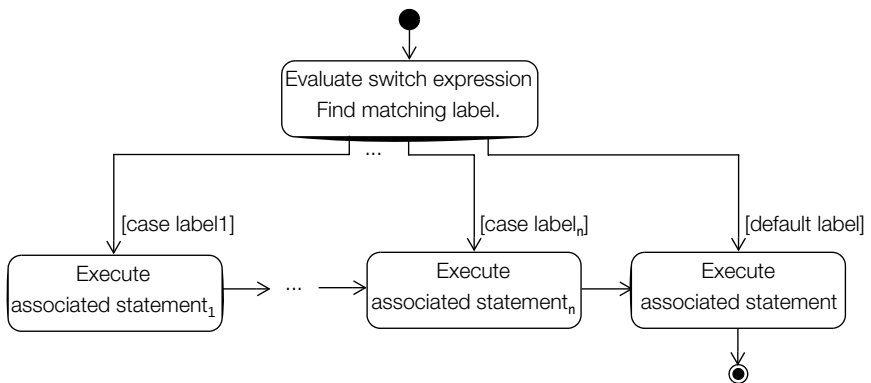 Evaluate switch expression
Find matching label.
...
[case label1]
[case labelₙ]
[default label]
Execute
associated statement₁
...
Execute
associated statementₙ
Execute
associated statement